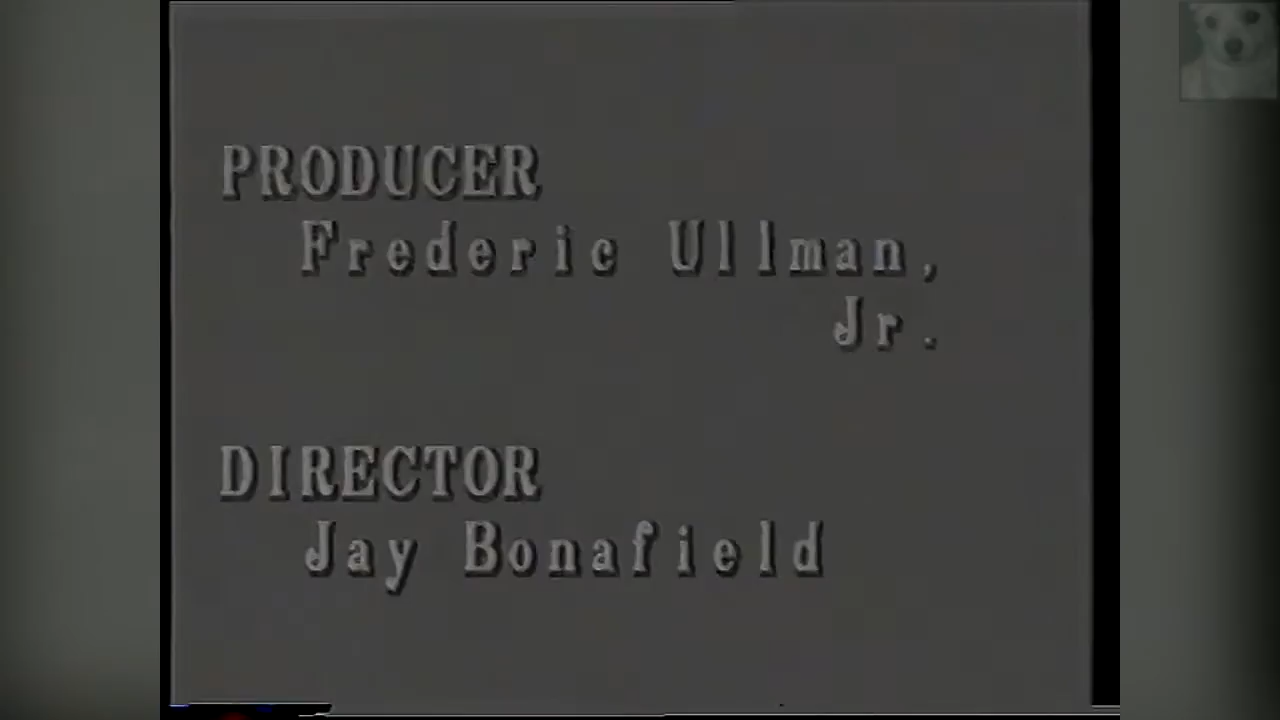 PRODUCER
Frederic Ullman,
Jr.
DIRECTOR
Jay Bonafield